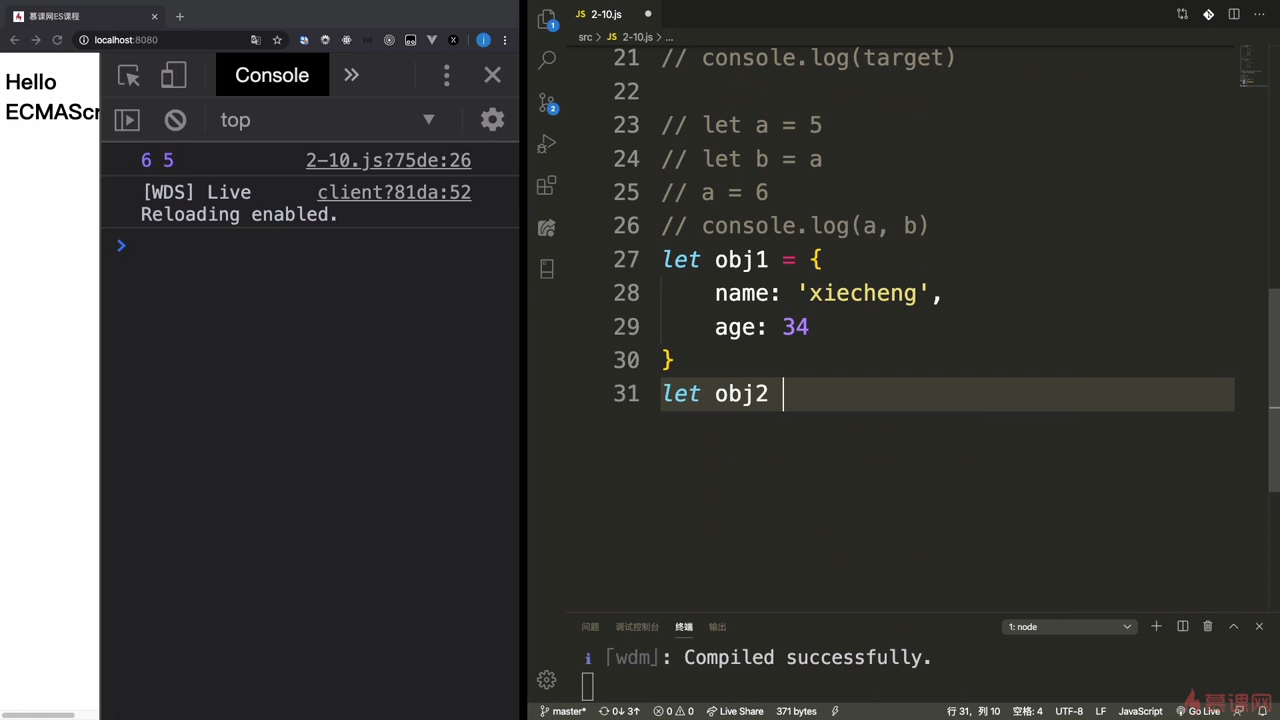 慕课网ES课程
localhost:8080
Hello
ECMAScr
Console
top
6 5 2-10.js?75de:26
[WDS] Live client?81da:52
Reloading enabled.
2-10.js
src > JS 2-10.js > ...
21 // console.log(target)
22
23 // let a = 5
24 // let b = a
25 // a = 6
26 // console.log(a, b)
27 let obj1 = {
28 name: 'xiecheng',
29 age: 34
30 }
31 let obj2
问题 调试控制台 终端 输出 1: node
i 「wdm」: Compiled successfully.
master* 0↓ 3↑ 0 0 Live Share 371 bytes 行 31, 列 10 空格: 4 UTF-8 LF JavaScript Go Live
慕课网